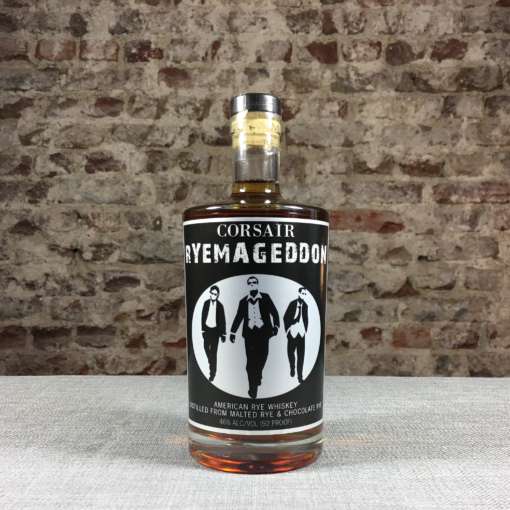 CORSAIR
RYEMAGEDDON
AMERICAN RYE WHISKEY
DISTILLED FROM MALTED RYE & CHOCOLATE RYE
46% ALC/VOL (92 PROOF)